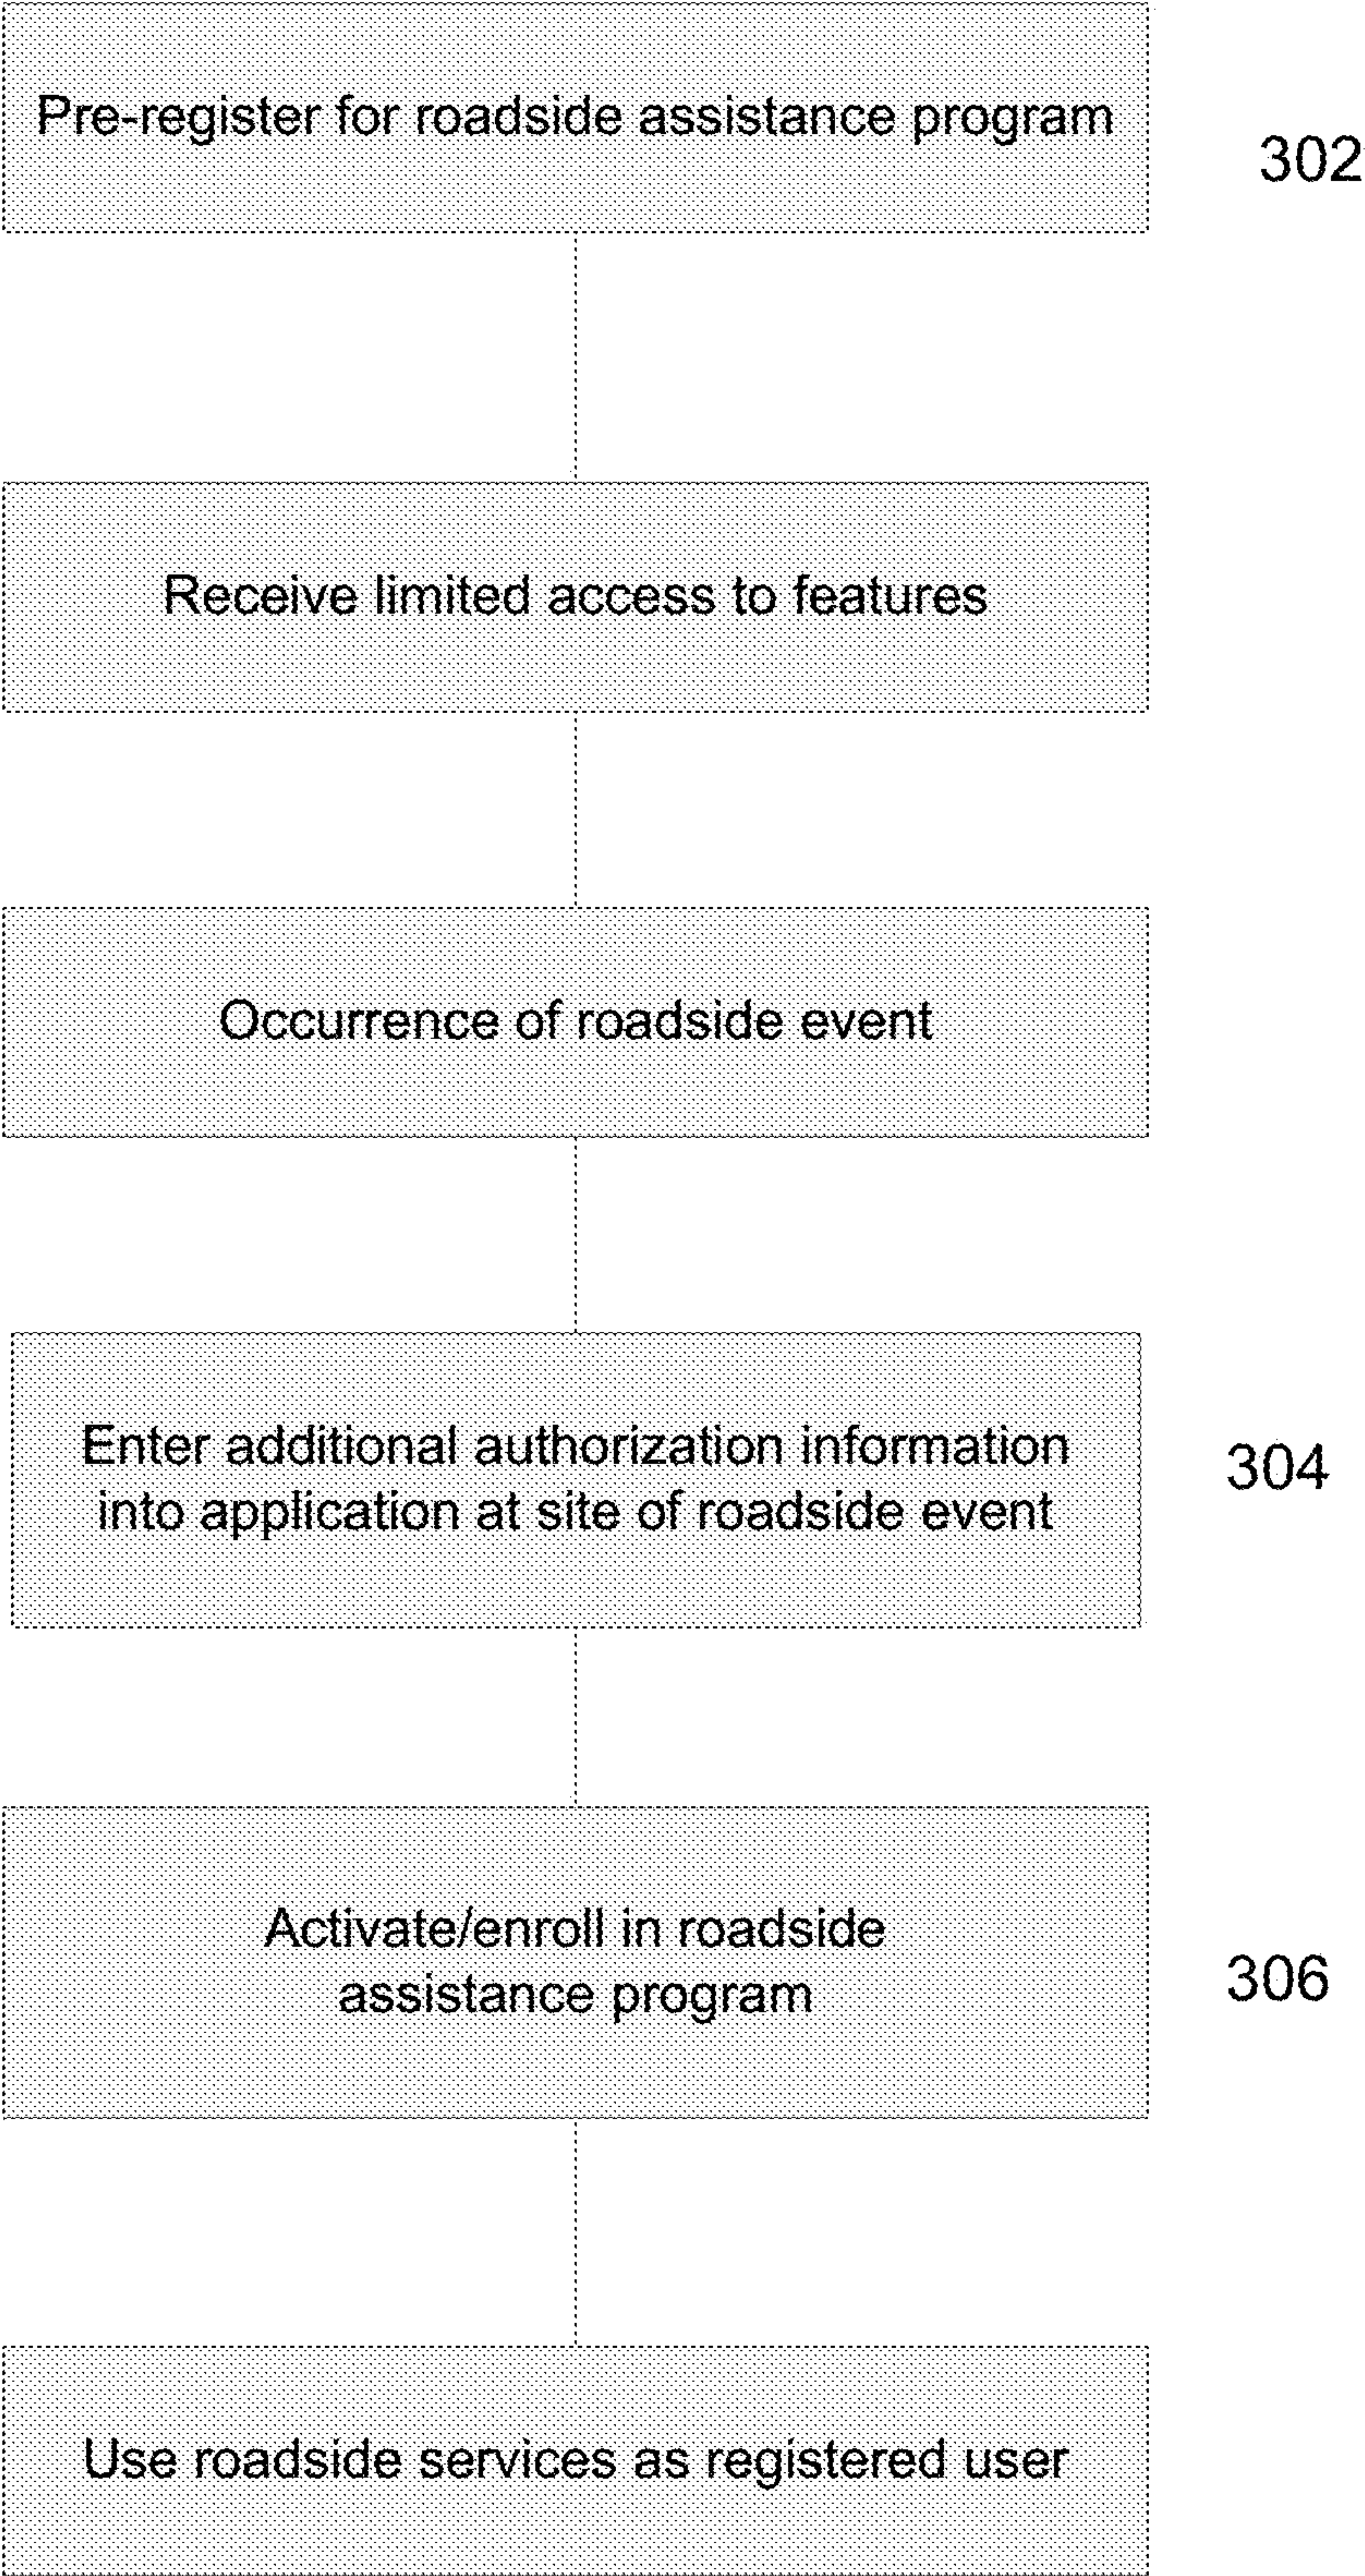 Pre-register for roadside assistance program
302
Receive limited access to features
Occurrence of roadside event
Enter additional authorization information
into application at site of roadside event
304
Activate/enroll in roadside
assistance program
306
Use roadside services as registered user